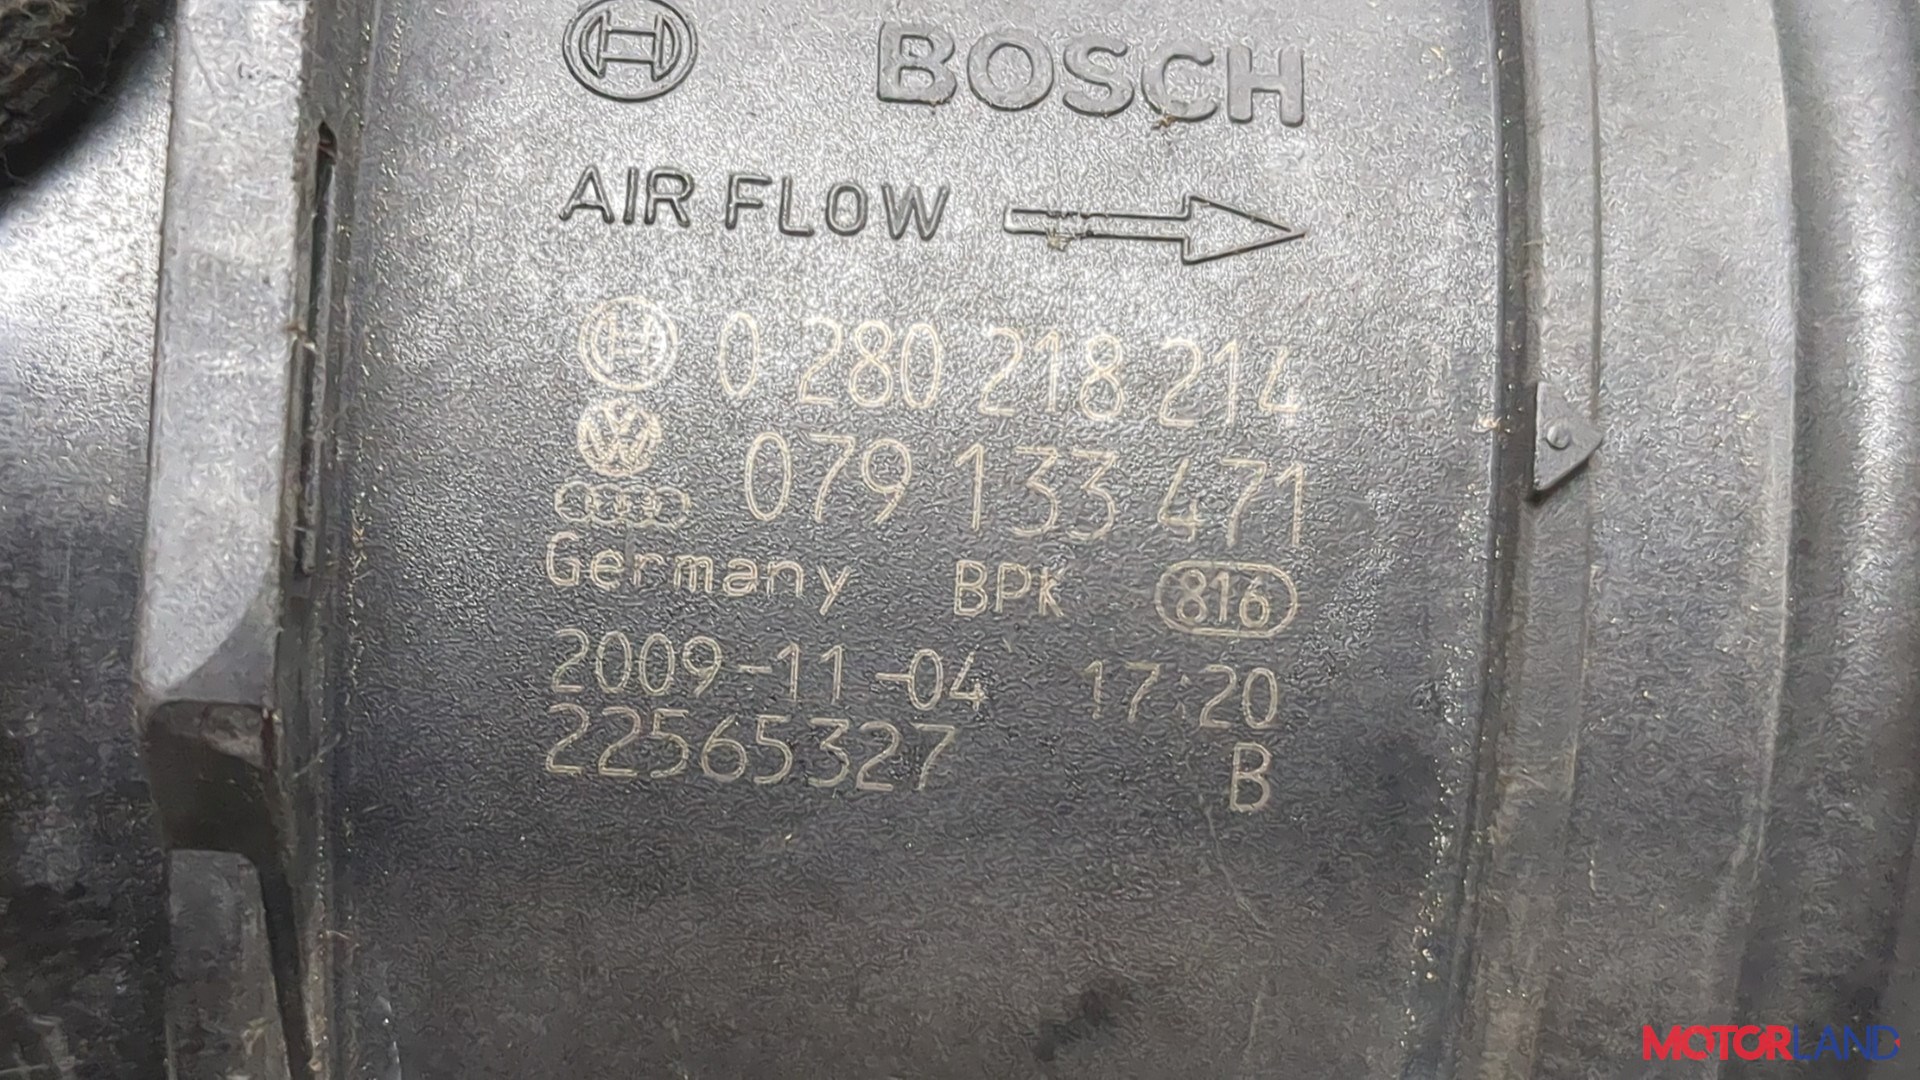 BOSCH
AIR FLOW
0 280 218 214
079 133 471
Germany BPK 816
2009-11-04 17:20
22565327 B
MOTORLAND